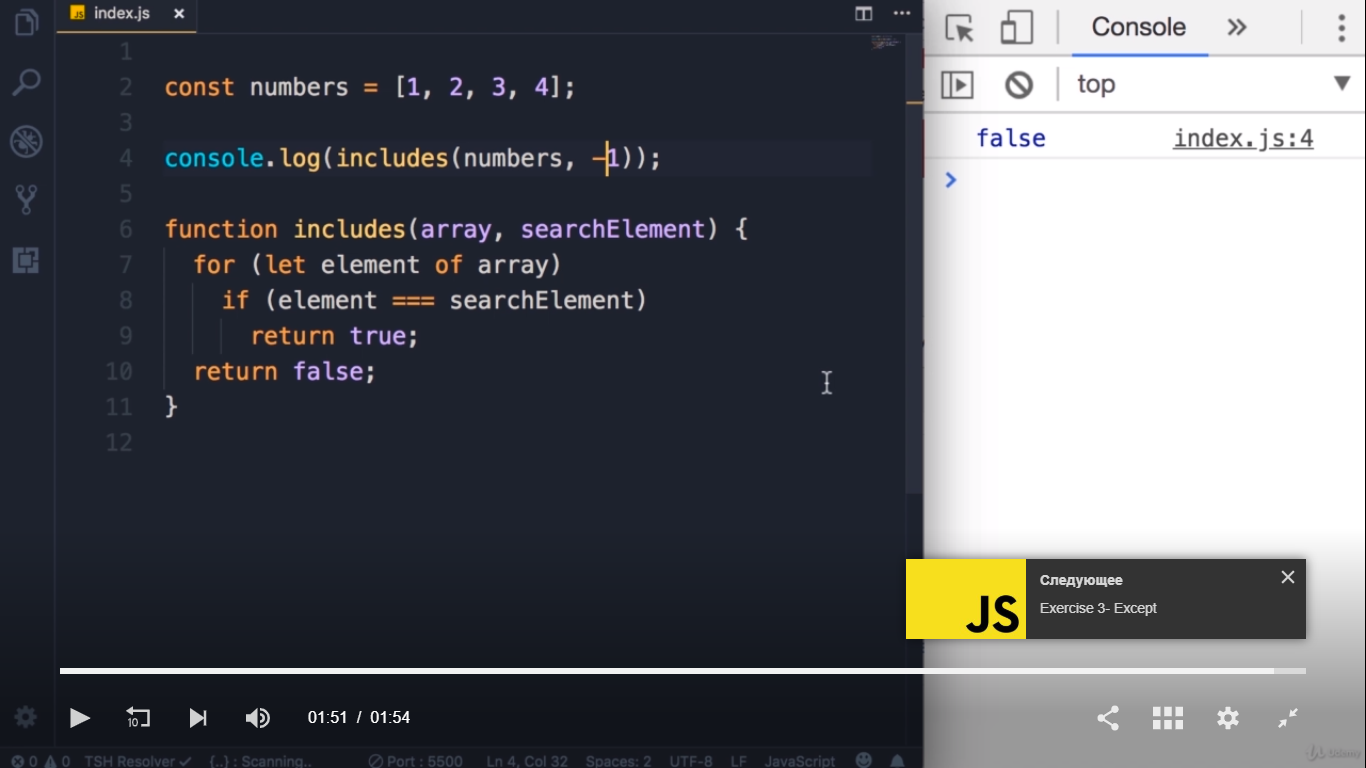 JS index.js ×
1
2 const numbers = [1, 2, 3, 4];
3
4 console.log(includes(numbers, -1));
5
6 function includes(array, searchElement) {
7 for (let element of array)
8 if (element === searchElement)
9 return true;
10 return false;
11 }
12
Console »
top
false index.js:4
>
JS Следующее
Exercise 3- Except
10 01:51 / 01:54
0 0 TSH Resolver {..} : Scanning.. Port : 5500 Ln 4, Col 32 Spaces: 2 UTF-8 LF JavaScript
Udemy